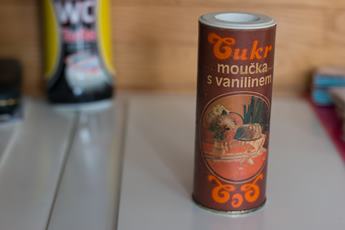 Cukr
moučka
s vanilinem
WC